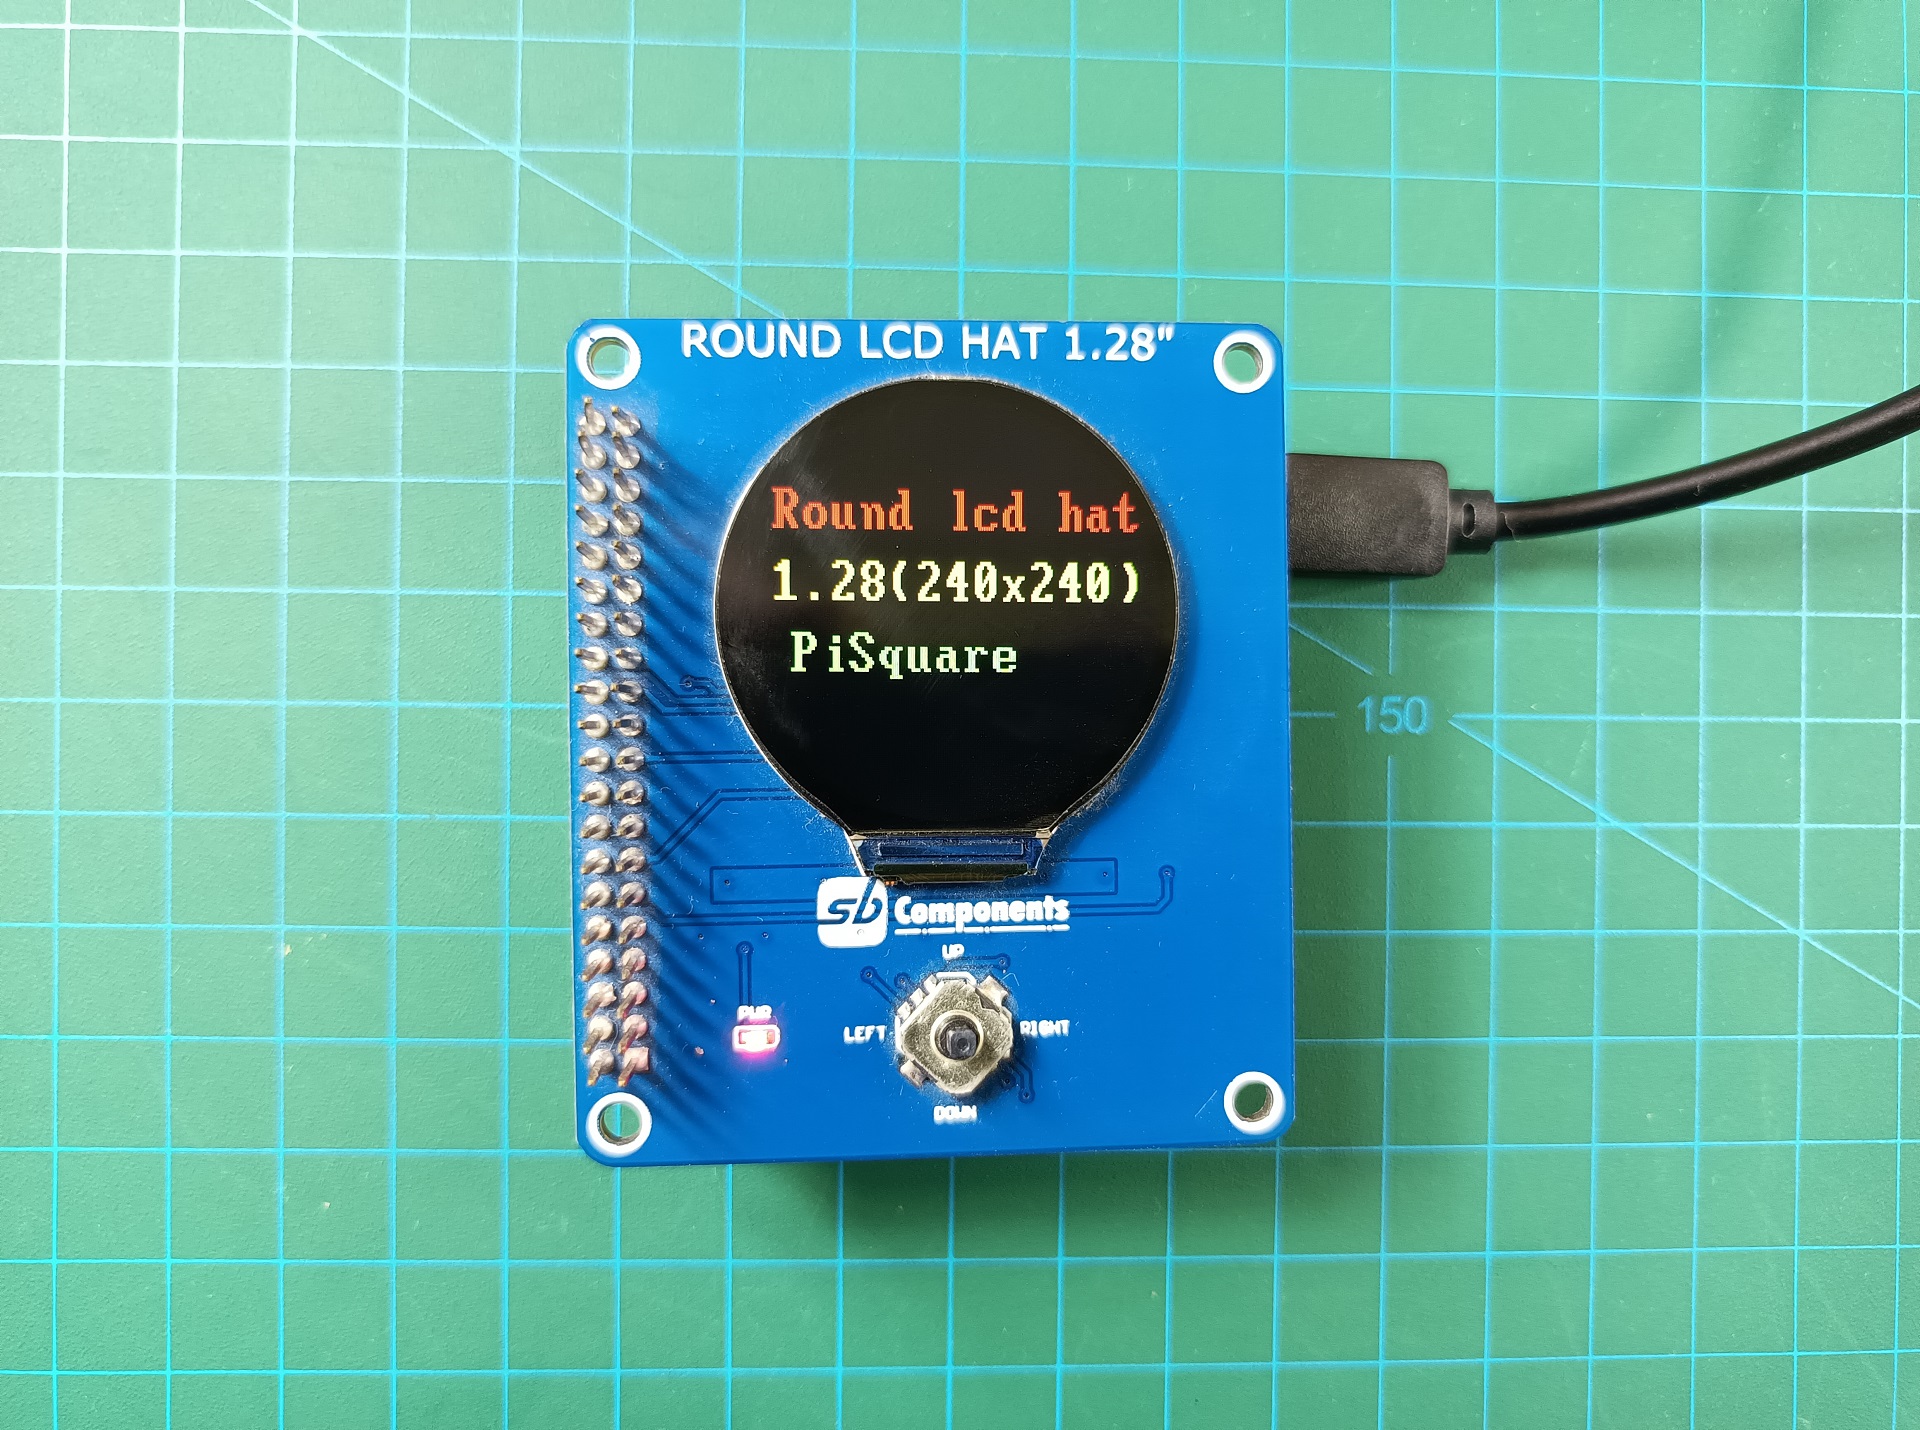 ROUND LCD HAT 1.28"
Round lcd hat
1.28(240x240)
PiSquare
150
sb Components
UP
PWR
LEFT
RIGHT
DOWN